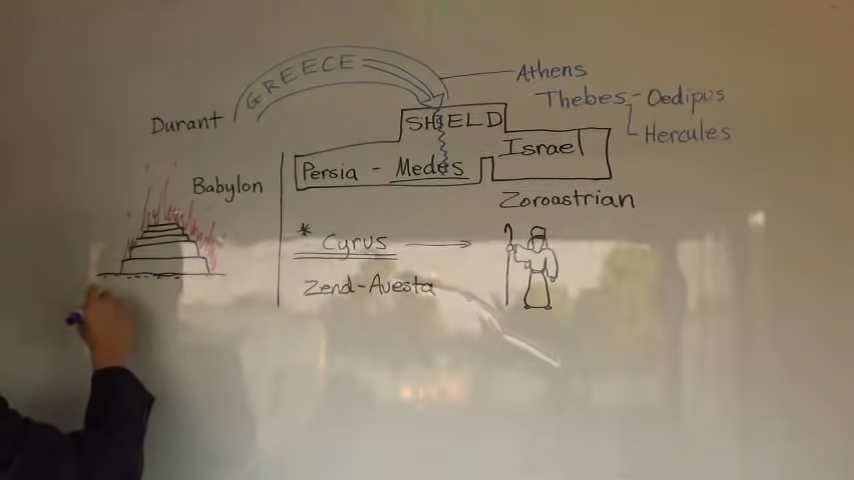 GREECE
Athens
Thebes - Oedipus
Hercules
Durant
SHIELD
Israel
Persia - Medes
Babylon
Zoroastrian
* Cyrus
Zend-Avesta